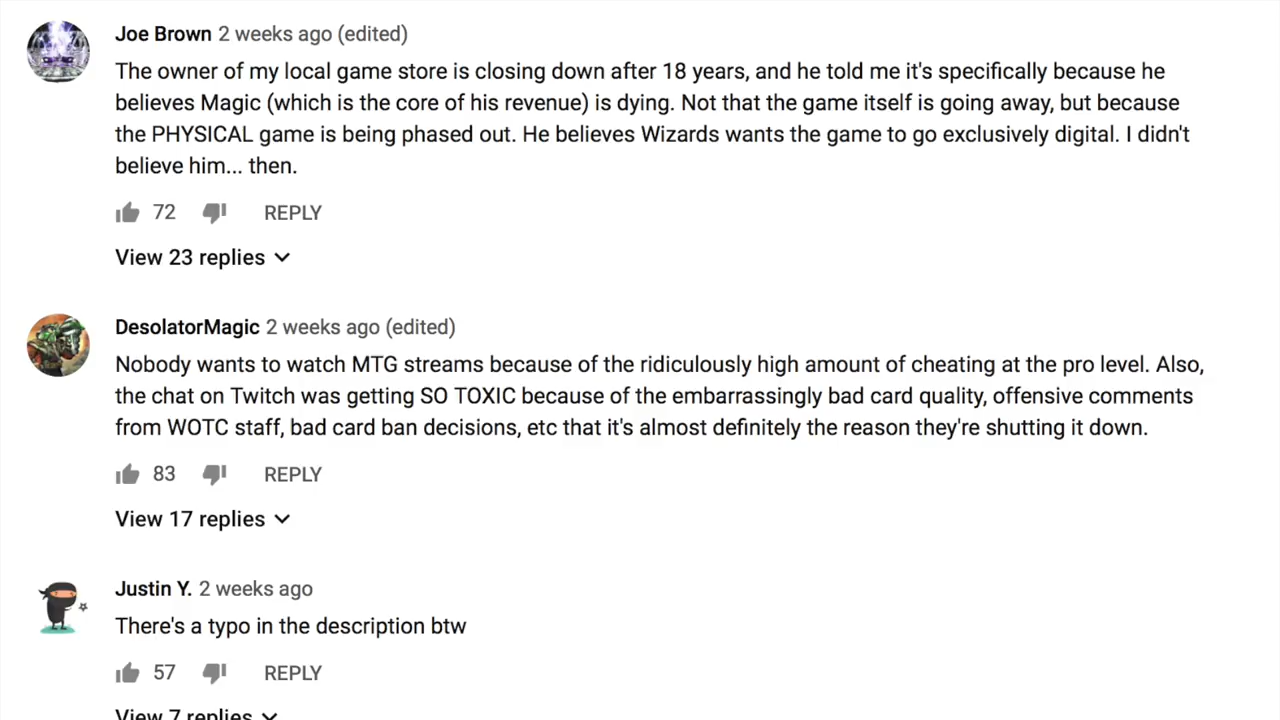 Joe Brown 2 weeks ago (edited)
The owner of my local game store is closing down after 18 years, and he told me it's specifically because he
believes Magic (which is the core of his revenue) is dying. Not that the game itself is going away, but because
the PHYSICAL game is being phased out. He believes Wizards wants the game to go exclusively digital. I didn't
believe him... then.
72 REPLY
View 23 replies
DesolatorMagic 2 weeks ago (edited)
Nobody wants to watch MTG streams because of the ridiculously high amount of cheating at the pro level. Also,
the chat on Twitch was getting SO TOXIC because of the embarrassingly bad card quality, offensive comments
from WOTC staff, bad card ban decisions, etc that it's almost definitely the reason they're shutting it down.
83 REPLY
View 17 replies
Justin Y. 2 weeks ago
There's a typo in the description btw
57 REPLY
View 7 replies